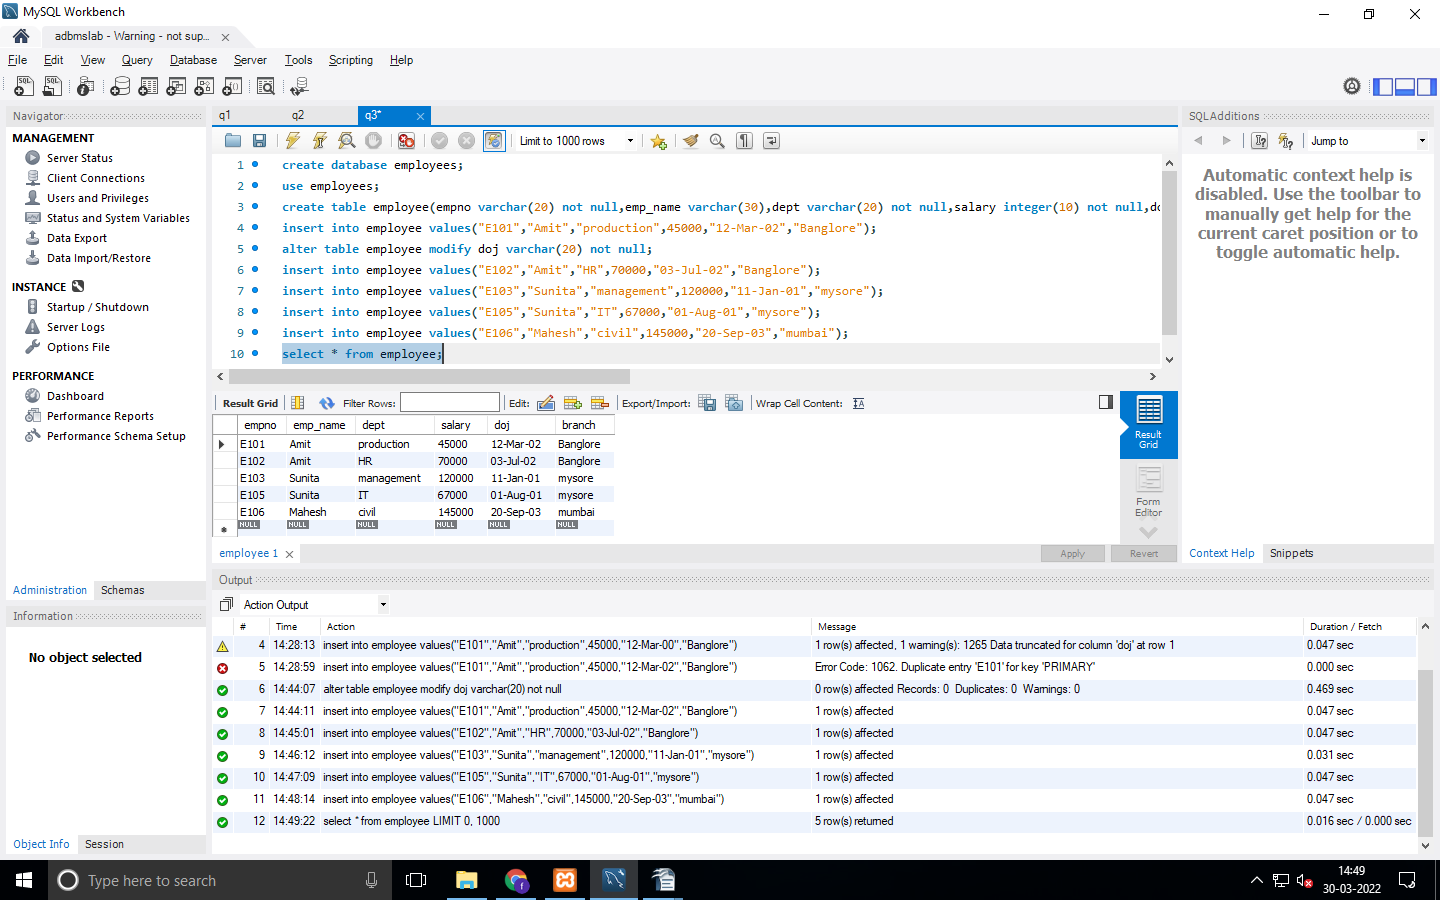 MySQL Workbench
adbmslab - Warning - not sup...
File Edit View Query Database Server Tools Scripting Help
Navigator
MANAGEMENT
Server Status
Client Connections
Users and Privileges
Status and System Variables
Data Export
Data Import/Restore
INSTANCE
Startup / Shutdown
Server Logs
Options File
PERFORMANCE
Dashboard
Performance Reports
Performance Schema Setup
Administration Schemas
Information
No object selected
Object Info Session
q1 q2 q3*
Limit to 1000 rows
1 create database employees;
2 use employees;
3 create table employee(empno varchar(20) not null,emp_name varchar(30),dept varchar(20) not null,salary integer(10) not null,do
4 insert into employee values("E101","Amit","production",45000,"12-Mar-02","Banglore");
5 alter table employee modify doj varchar(20) not null;
6 insert into employee values("E102","Amit","HR",70000,"03-Jul-02","Banglore");
7 insert into employee values("E103","Sunita","management",120000,"11-Jan-01","mysore");
8 insert into employee values("E105","Sunita","IT",67000,"01-Aug-01","mysore");
9 insert into employee values("E106","Mahesh","civil",145000,"20-Sep-03","mumbai");
10 select * from employee;
Result Grid Filter Rows: Edit: Export/Import: Wrap Cell Content: IA
empno emp_name dept salary doj branch
E101 Amit production 45000 12-Mar-02 Banglore
E102 Amit HR 70000 03-Jul-02 Banglore
E103 Sunita management 120000 11-Jan-01 mysore
E105 Sunita IT 67000 01-Aug-01 mysore
E106 Mahesh civil 145000 20-Sep-03 mumbai
NULL NULL NULL NULL NULL NULL
Result
Grid
Form
Editor
employee 1
Apply Revert
SQLAdditions
Jump to
Automatic context help is
disabled. Use the toolbar to
manually get help for the
current caret position or to
toggle automatic help.
Context Help Snippets
Output
Action Output
# Time Action Message Duration / Fetch
4 14:28:13 insert into employee values("E101","Amit","production",45000,"12-Mar-00","Banglore") 1 row(s) affected, 1 warning(s): 1265 Data truncated for column 'doj' at row 1 0.047 sec
5 14:28:59 insert into employee values("E101","Amit","production",45000,"12-Mar-02","Banglore") Error Code: 1062. Duplicate entry 'E101' for key 'PRIMARY' 0.000 sec
6 14:44:07 alter table employee modify doj varchar(20) not null 0 row(s) affected Records: 0 Duplicates: 0 Warnings: 0 0.469 sec
7 14:44:11 insert into employee values("E101","Amit","production",45000,"12-Mar-02","Banglore") 1 row(s) affected 0.047 sec
8 14:45:01 insert into employee values("E102","Amit","HR",70000,"03-Jul-02","Banglore") 1 row(s) affected 0.047 sec
9 14:46:12 insert into employee values("E103","Sunita","management",120000,"11-Jan-01","mysore") 1 row(s) affected 0.031 sec
10 14:47:09 insert into employee values("E105","Sunita","IT",67000,"01-Aug-01","mysore") 1 row(s) affected 0.047 sec
11 14:48:14 insert into employee values("E106","Mahesh","civil",145000,"20-Sep-03","mumbai") 1 row(s) affected 0.047 sec
12 14:49:22 select * from employee LIMIT 0, 1000 5 row(s) returned 0.016 sec / 0.000 sec
Type here to search
14:49
30-03-2022